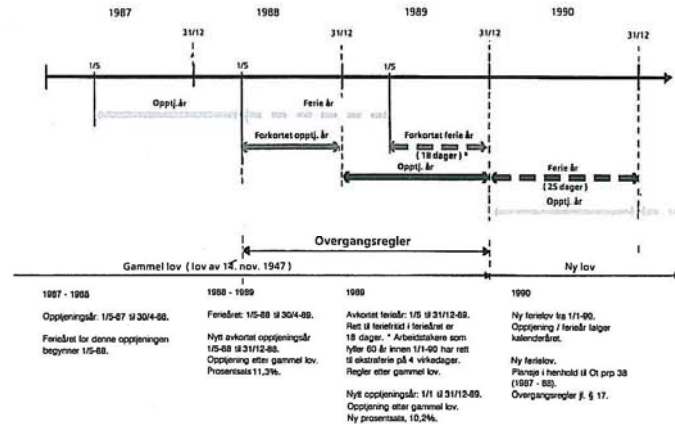 1987
1988
1989
1990
31/12
31/12
31/12
31/12
1/5
1/5
1/5
Opptj.år
Ferie år
Forkortet opptj. år
Forkortet ferie år
(18 dager) *
Opptj. år
Ferie år
(25 dager)
Opptj. år
Overgangsregler
Gammel lov (lov av 14. nov. 1947)
Ny lov
1987 - 1988
Opptjeningsår: 1/5-87 til 30/4-88.
Ferieåret for denne opptjeningen
begynner 1/5-88.
1988 - 1989
Ferieåret: 1/5-88 til 30/4-89.
Nytt avkortet opptjeningsår
1/5-88 til 31/12-88.
Opptjening etter gammel lov.
Prosentsats 11,3%.
1989
Avkortet ferieår: 1/5 til 31/12-89.
Rett til feriefritid i ferieåret er
18 dager. * Arbeidstakere som
fyller 60 år innen 1/1-90 har rett
til ekstraferie på 4 virkedager.
Regler etter gammel lov.
Nytt opptjeningsår: 1/1 til 31/12-89.
Opptjening etter gammel lov.
Ny prosentsats, 10,2%.
1990
Ny ferielov fra 1/1-90.
Opptjening / ferieår følger
kalenderåret.
Ny ferielov.
Plansje i henhold til Ot prp 38
(1987 - 88).
Overgangsregler jf. § 17.